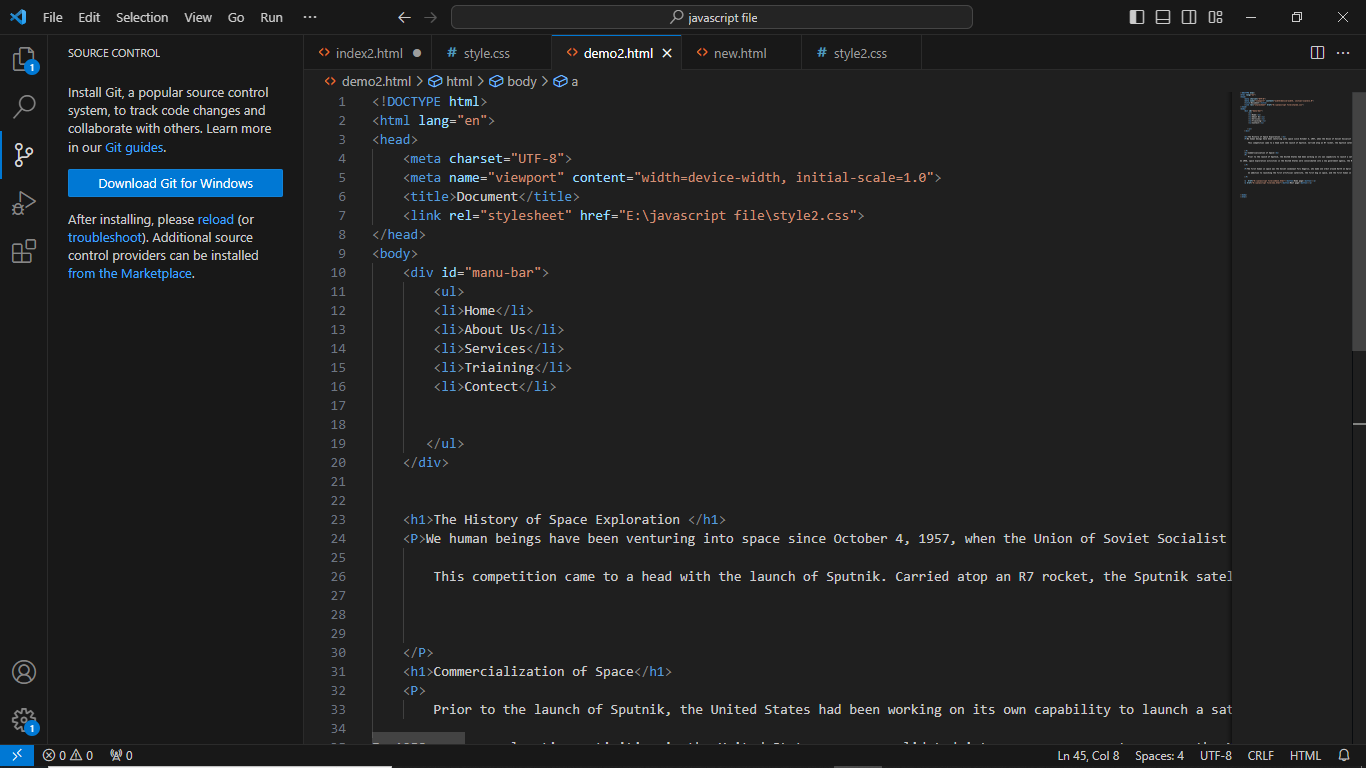 File Edit Selection View Go Run ···
javascript file
SOURCE CONTROL
Install Git, a popular source control
system, to track code changes and
collaborate with others. Learn more
in our Git guides.
Download Git for Windows
After installing, please reload (or
troubleshoot). Additional source
control providers can be installed
from the Marketplace.
1
1
index2.html
# style.css
demo2.html
new.html
# style2.css
demo2.html > html > body > a
1 <!DOCTYPE html>
2 <html lang="en">
3 <head>
4 <meta charset="UTF-8">
5 <meta name="viewport" content="width=device-width, initial-scale=1.0">
6 <title>Document</title>
7 <link rel="stylesheet" href="E:\javascript file\style2.css">
8 </head>
9 <body>
10 <div id="manu-bar">
11 <ul>
12 <li>Home</li>
13 <li>About Us</li>
14 <li>Services</li>
15 <li>Triaining</li>
16 <li>Contect</li>
17
18
19 </ul>
20 </div>
21
22
23 <h1>The History of Space Exploration </h1>
24 <P>We human beings have been venturing into space since October 4, 1957, when the Union of Soviet Socialist
25
26 This competition came to a head with the launch of Sputnik. Carried atop an R7 rocket, the Sputnik satel
27
28
29
30 </P>
31 <h1>Commercialization of Space</h1>
32 <P>
33 Prior to the launch of Sputnik, the United States had been working on its own capability to launch a sat
34
0 0 0
Ln 45, Col 8 Spaces: 4 UTF-8 CRLF HTML